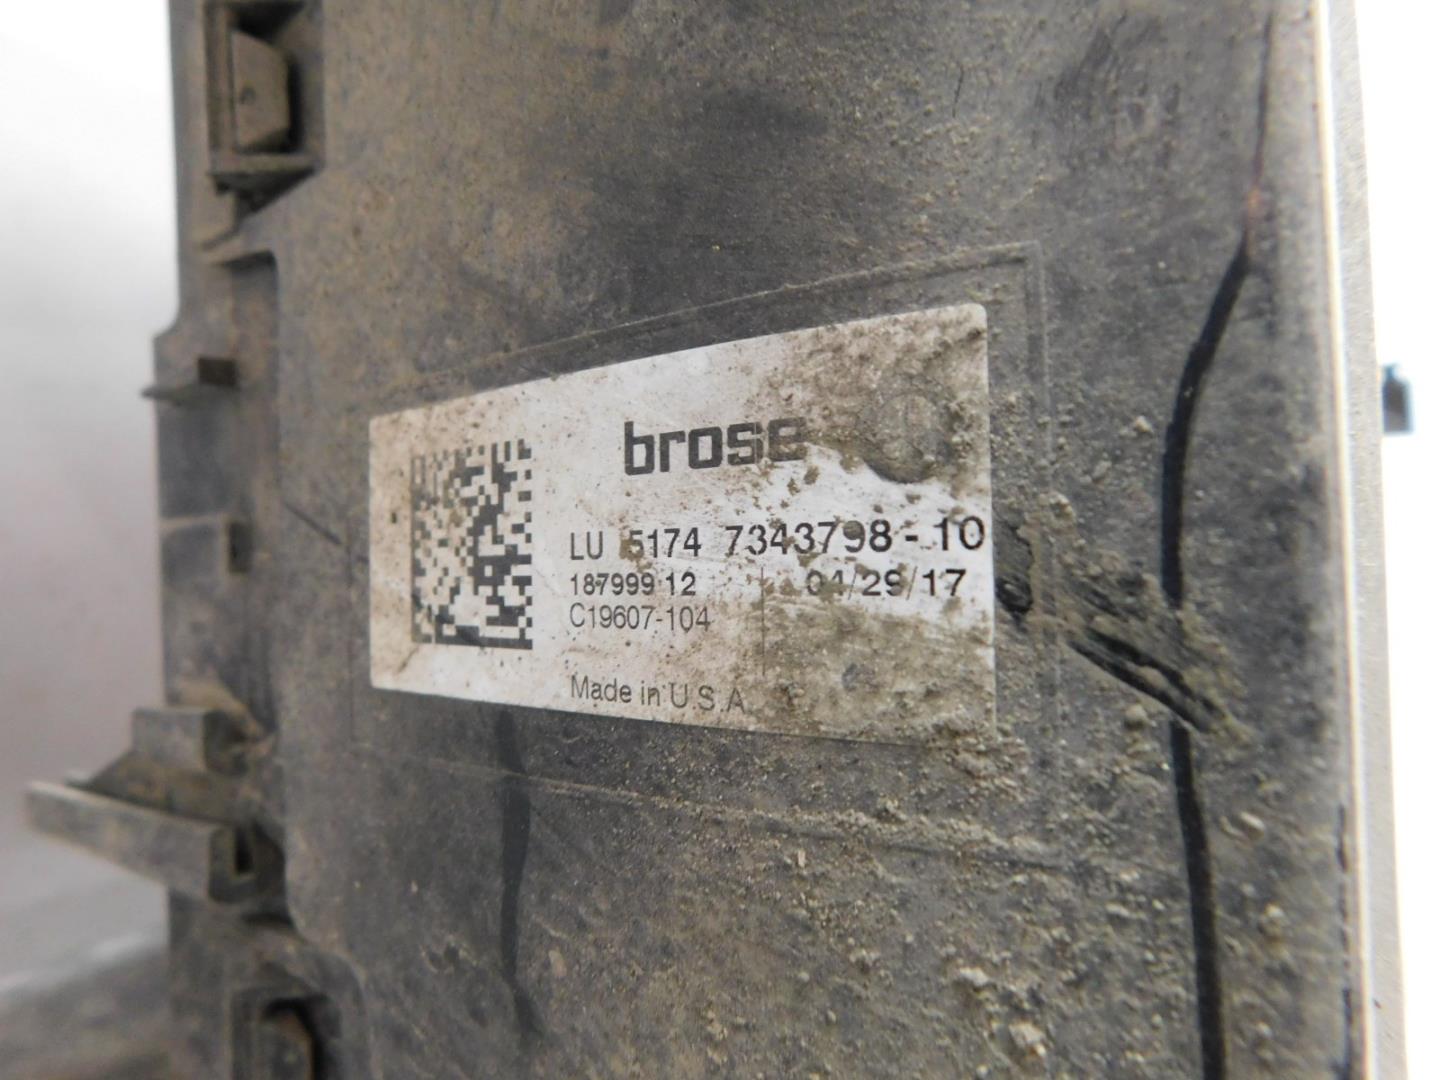 brose
LU 5174 7343798-10
187999 12 04/29/17
C19607-104
Made in U.S.A.